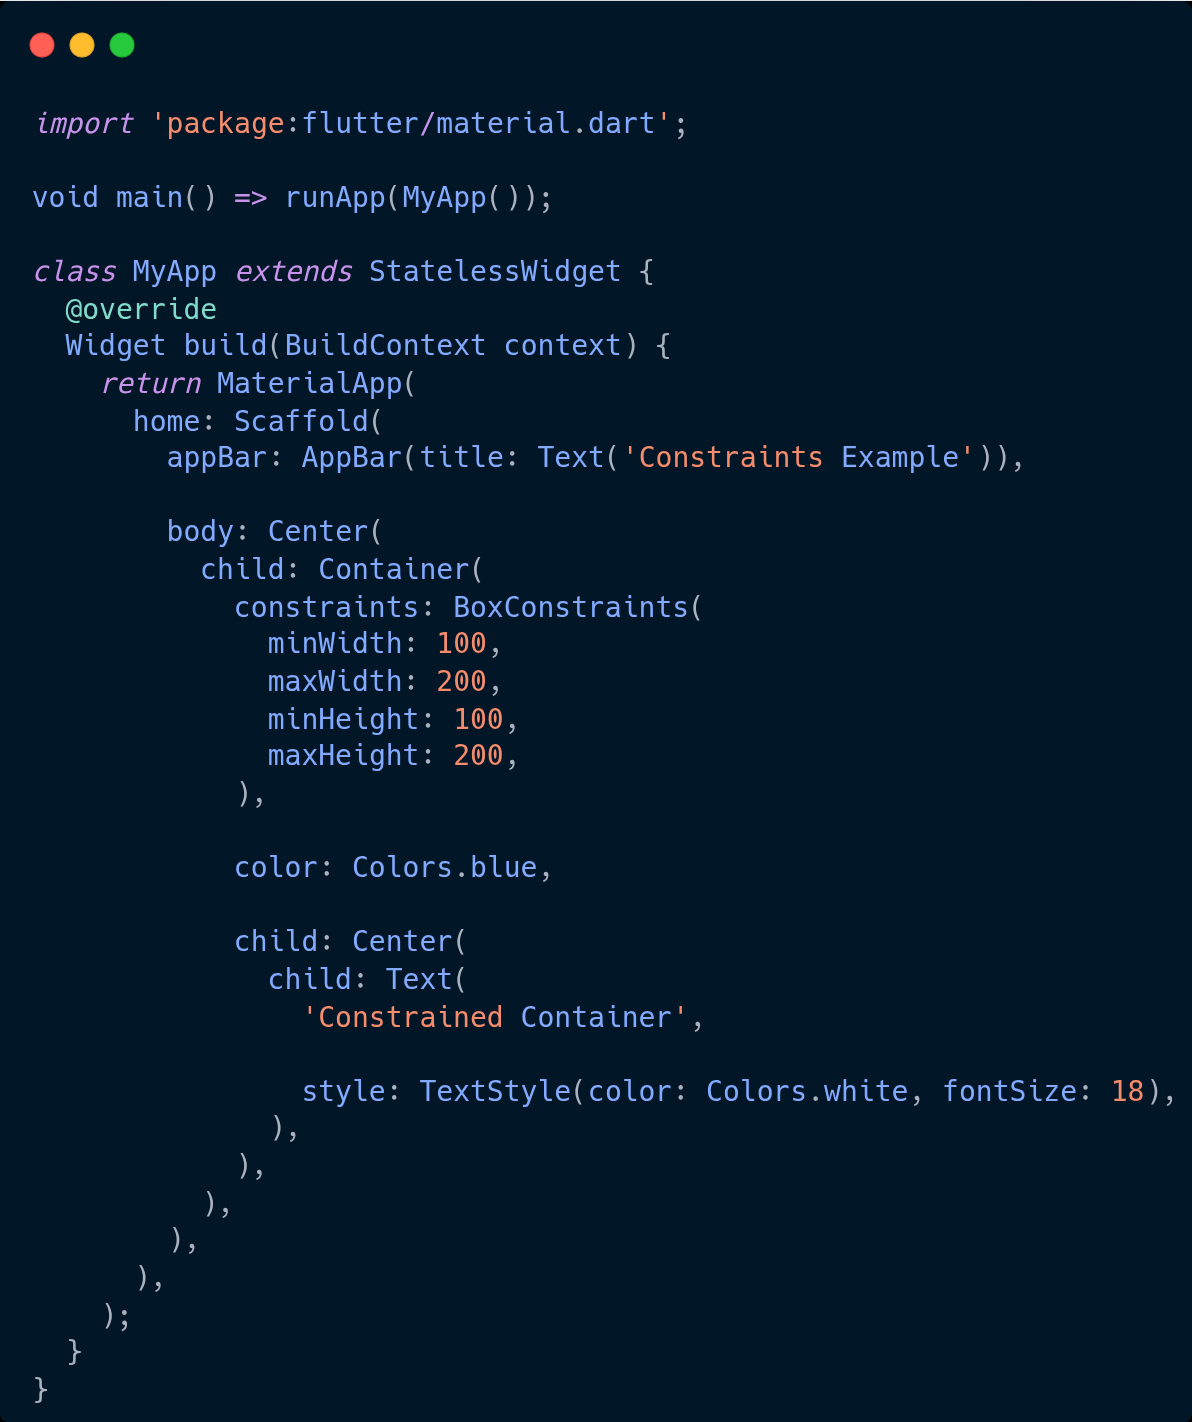 import 'package:flutter/material.dart';
void main() => runApp(MyApp());
class MyApp extends StatelessWidget {
  @override
  Widget build(BuildContext context) {
    return MaterialApp(
      home: Scaffold(
        appBar: AppBar(title: Text('Constraints Example')),
        body: Center(
          child: Container(
            constraints: BoxConstraints(
              minWidth: 100,
              maxWidth: 200,
              minHeight: 100,
              maxHeight: 200,
            ),
            color: Colors.blue,
            child: Center(
              child: Text(
                'Constrained Container',
                style: TextStyle(color: Colors.white, fontSize: 18),
              ),
            ),
          ),
        ),
      ),
    );
  }
}